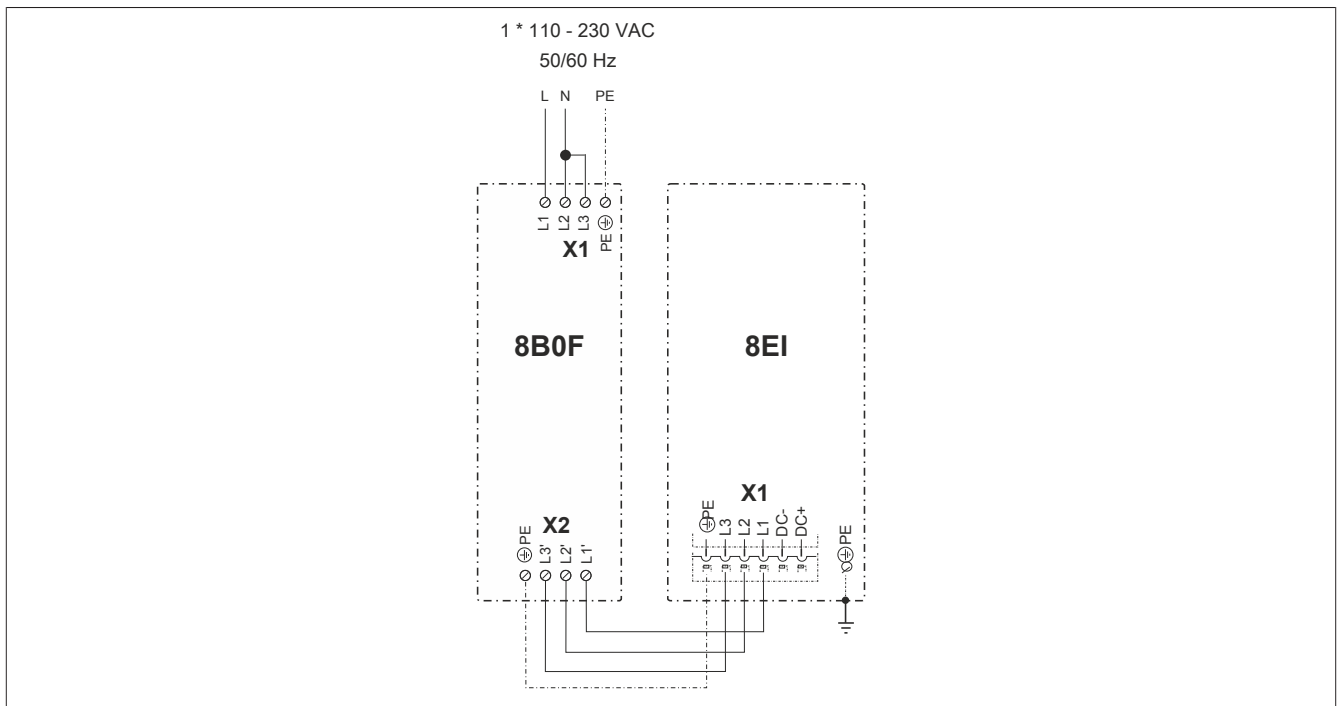 1 * 110 - 230 VAC
50/60 Hz
L N PE
L1 L2 L3 PE
X1
8B0F 8EI
X1
PE L3 L2 L1 DC- DC+
X2
PE L3' L2' L1'
PE